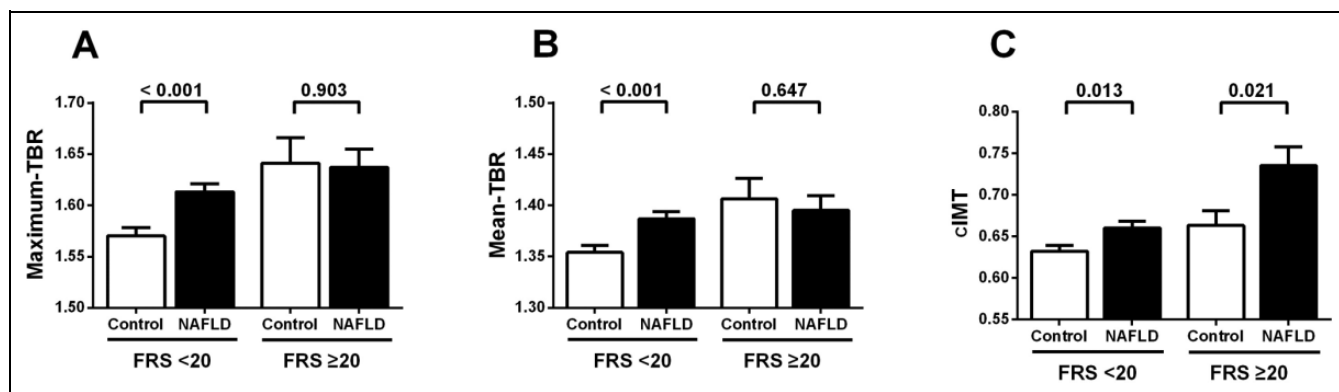 A
< 0.001
0.903
Maximum-TBR
1.70
1.65
1.60
1.55
1.50
Control
NAFLD
Control
NAFLD
FRS <20
FRS ≥20
B
< 0.001
0.647
Mean-TBR
1.50
1.45
1.40
1.35
1.30
Control
NAFLD
Control
NAFLD
FRS <20
FRS ≥20
C
0.013
0.021
cIMT
0.80
0.75
0.70
0.65
0.60
0.55
Control
NAFLD
Control
NAFLD
FRS <20
FRS ≥20